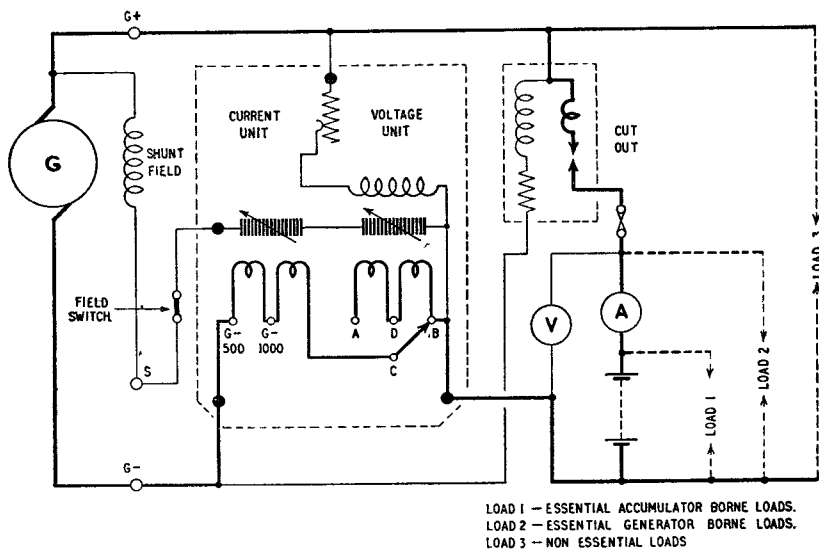 G+
CURRENT
UNIT
VOLTAGE
UNIT
CUT
OUT
G
SHUNT
FIELD
LOAD 3
FIELD
SWITCH
G-
500
G-
1000
A
D
B
C
V
A
LOAD 2
LOAD 1
S
G-
LOAD 1 — ESSENTIAL ACCUMULATOR BORNE LOADS.
LOAD 2 — ESSENTIAL GENERATOR BORNE LOADS.
LOAD 3 — NON ESSENTIAL LOADS